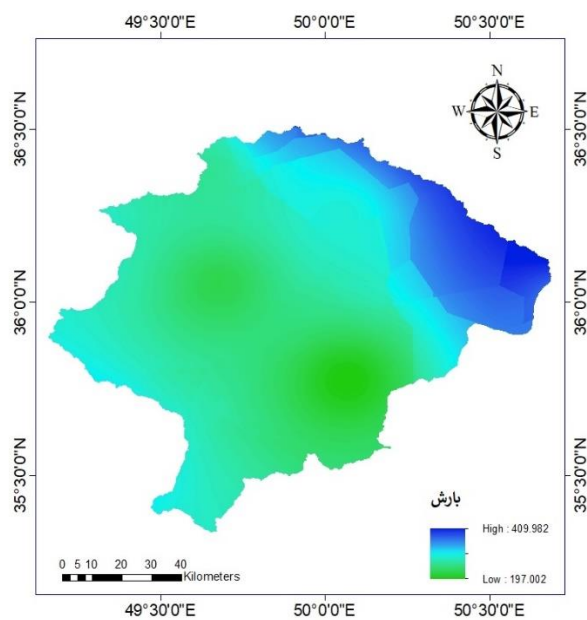 49°30'0"E 50°0'0"E 50°30'0"E
N
W E
S
36°30'0"N 36°30'0"N
36°0'0"N 36°0'0"N
35°30'0"N 35°30'0"N
بارش
High : 409.982
Low : 197.002
0 5 10 20 30 40
Kilometers
49°30'0"E 50°0'0"E 50°30'0"E